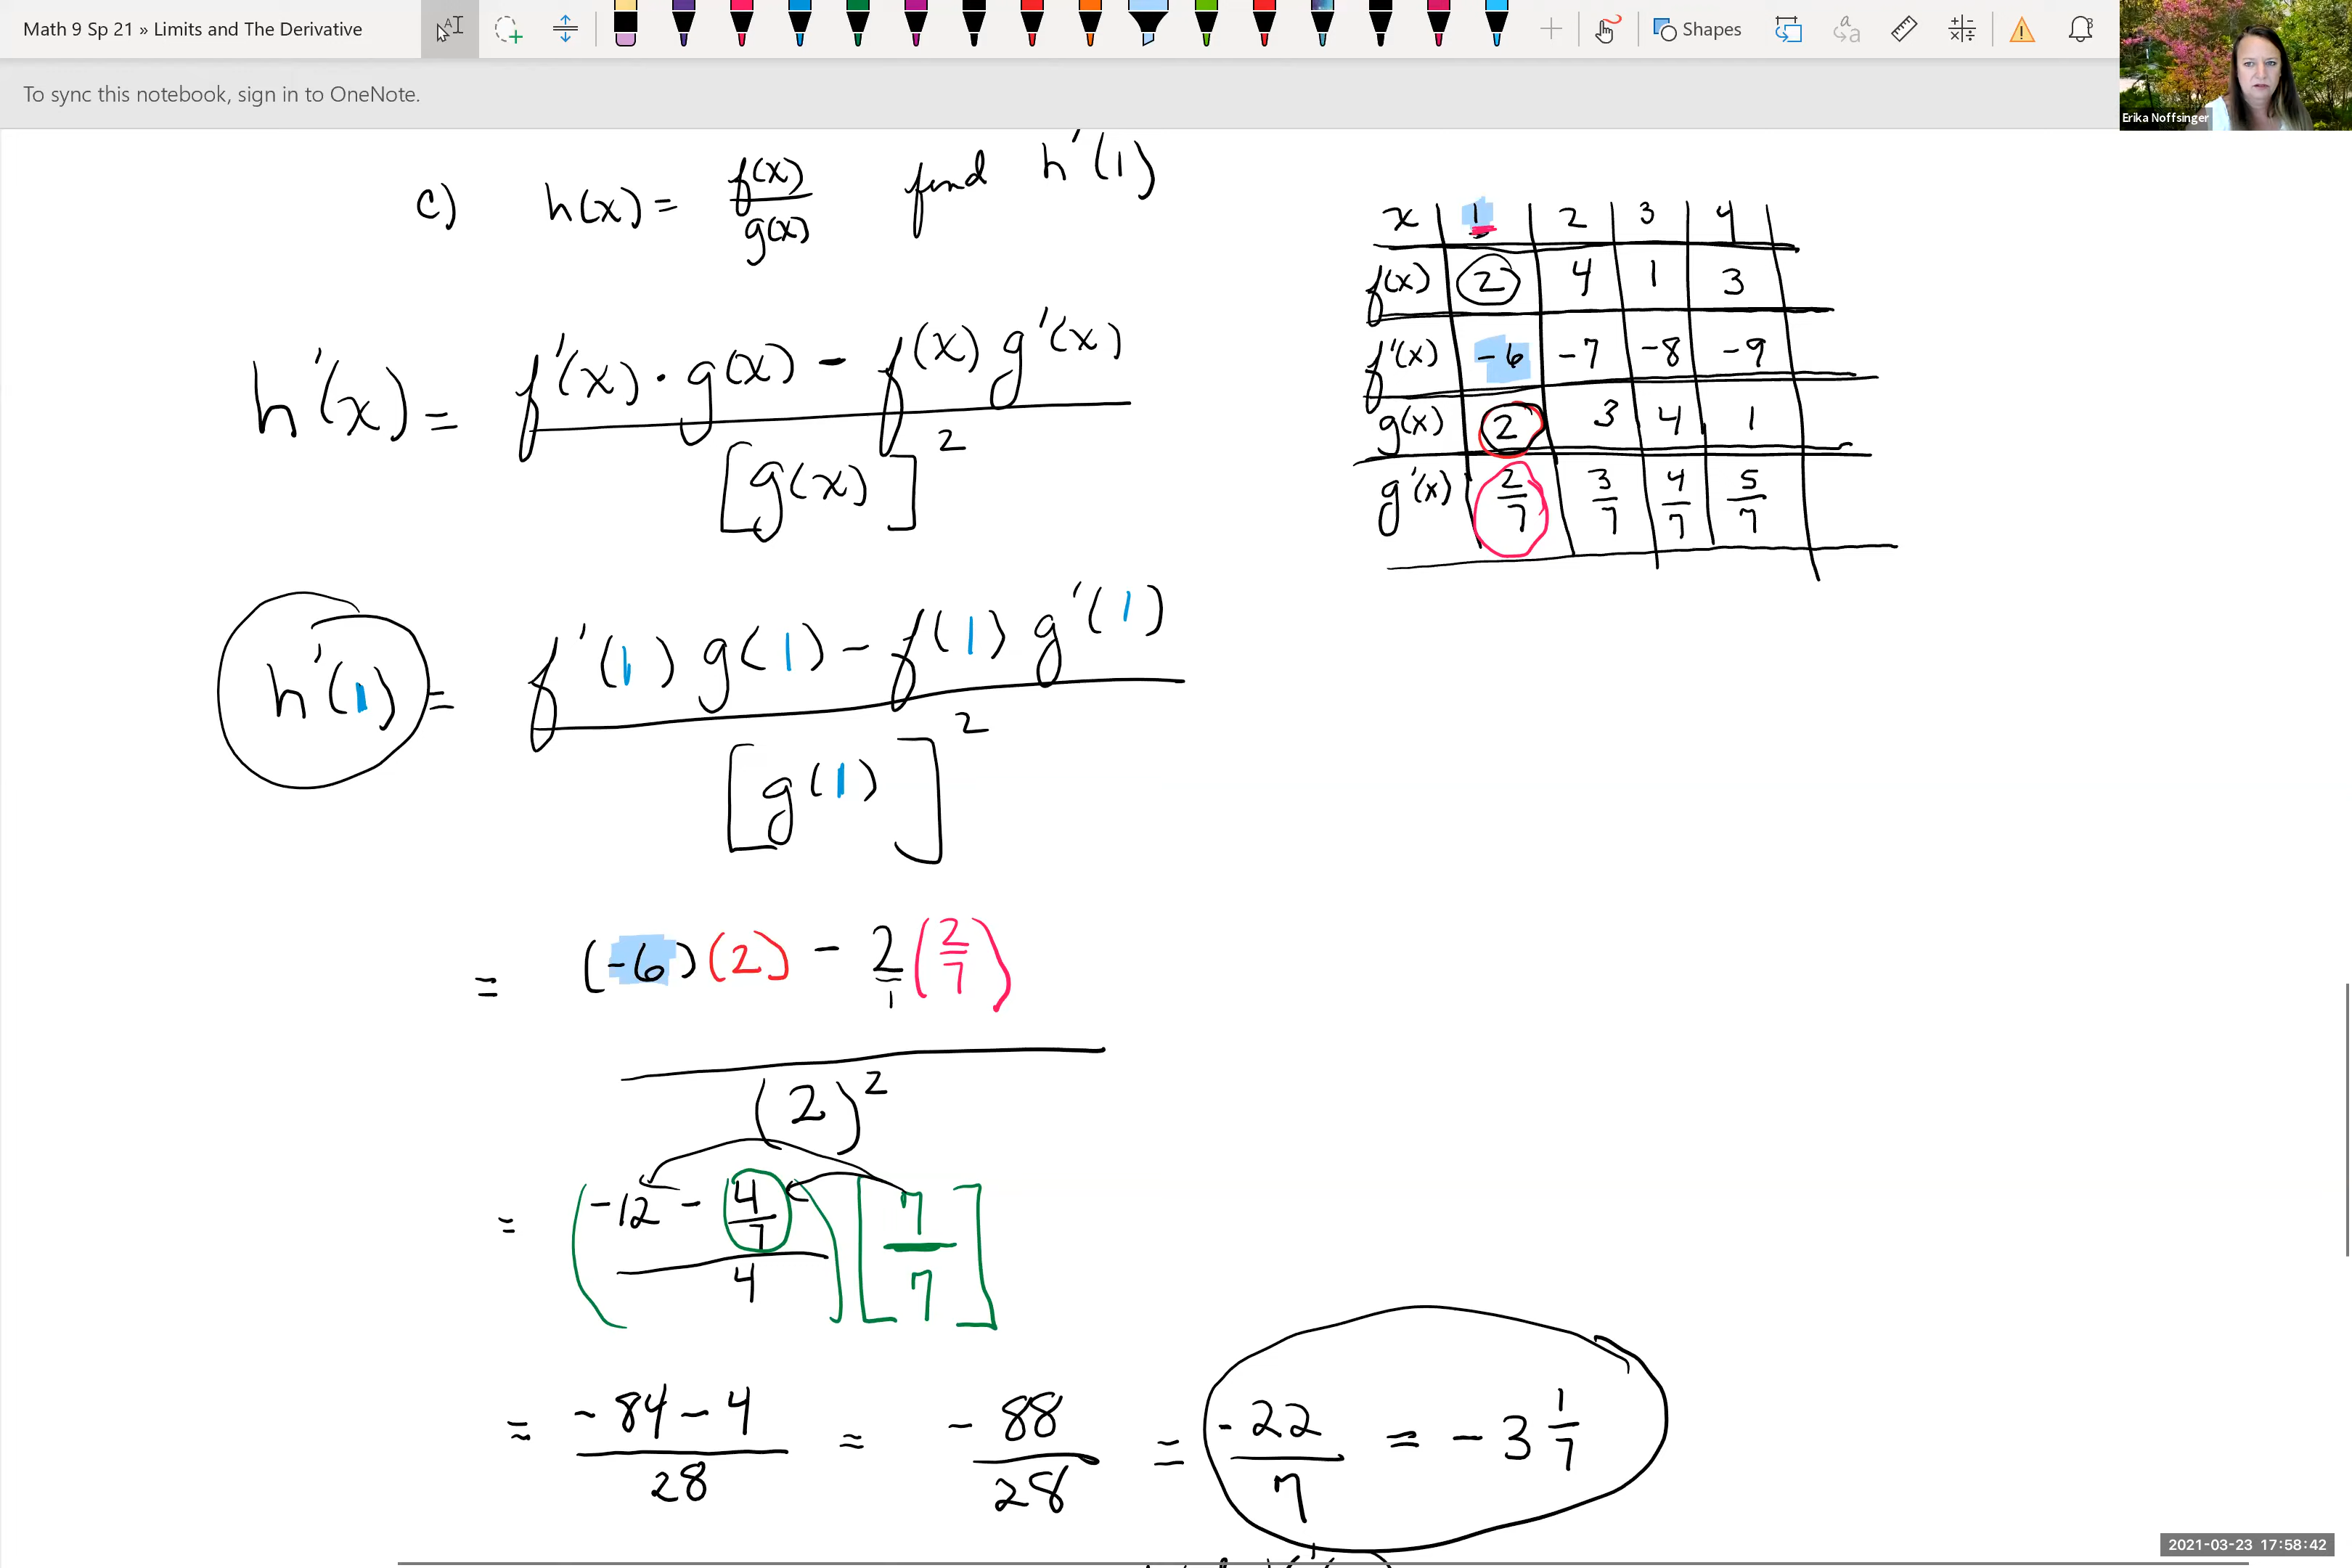 Math 9 Sp 21 » Limits and The Derivative
Shapes
To sync this notebook, sign in to OneNote.
Erika Noffsinger
c) h(x) = f(x)/g(x) find h'(1)
x | 1 | 2 | 3 | 4
f(x) | 2 | 4 | 1 | 3
f'(x) | -6 | -7 | -8 | -9
g(x) | 2 | 3 | 4 | 1
g'(x) | 2/7 | 3/7 | 4/7 | 5/7
h'(x) = f'(x) · g(x) - f(x) g'(x) / [g(x)]²
h'(1) = f'(1) g(1) - f(1) g'(1) / [g(1)]²
= (-6)(2) - 2/1 (2/7) / (2)²
= (-12 - 4/7 / 4) [7/7]
= -84 - 4 / 28 = -88/28 = -22/7 = -3 1/7
2021-03-23 17:58:42